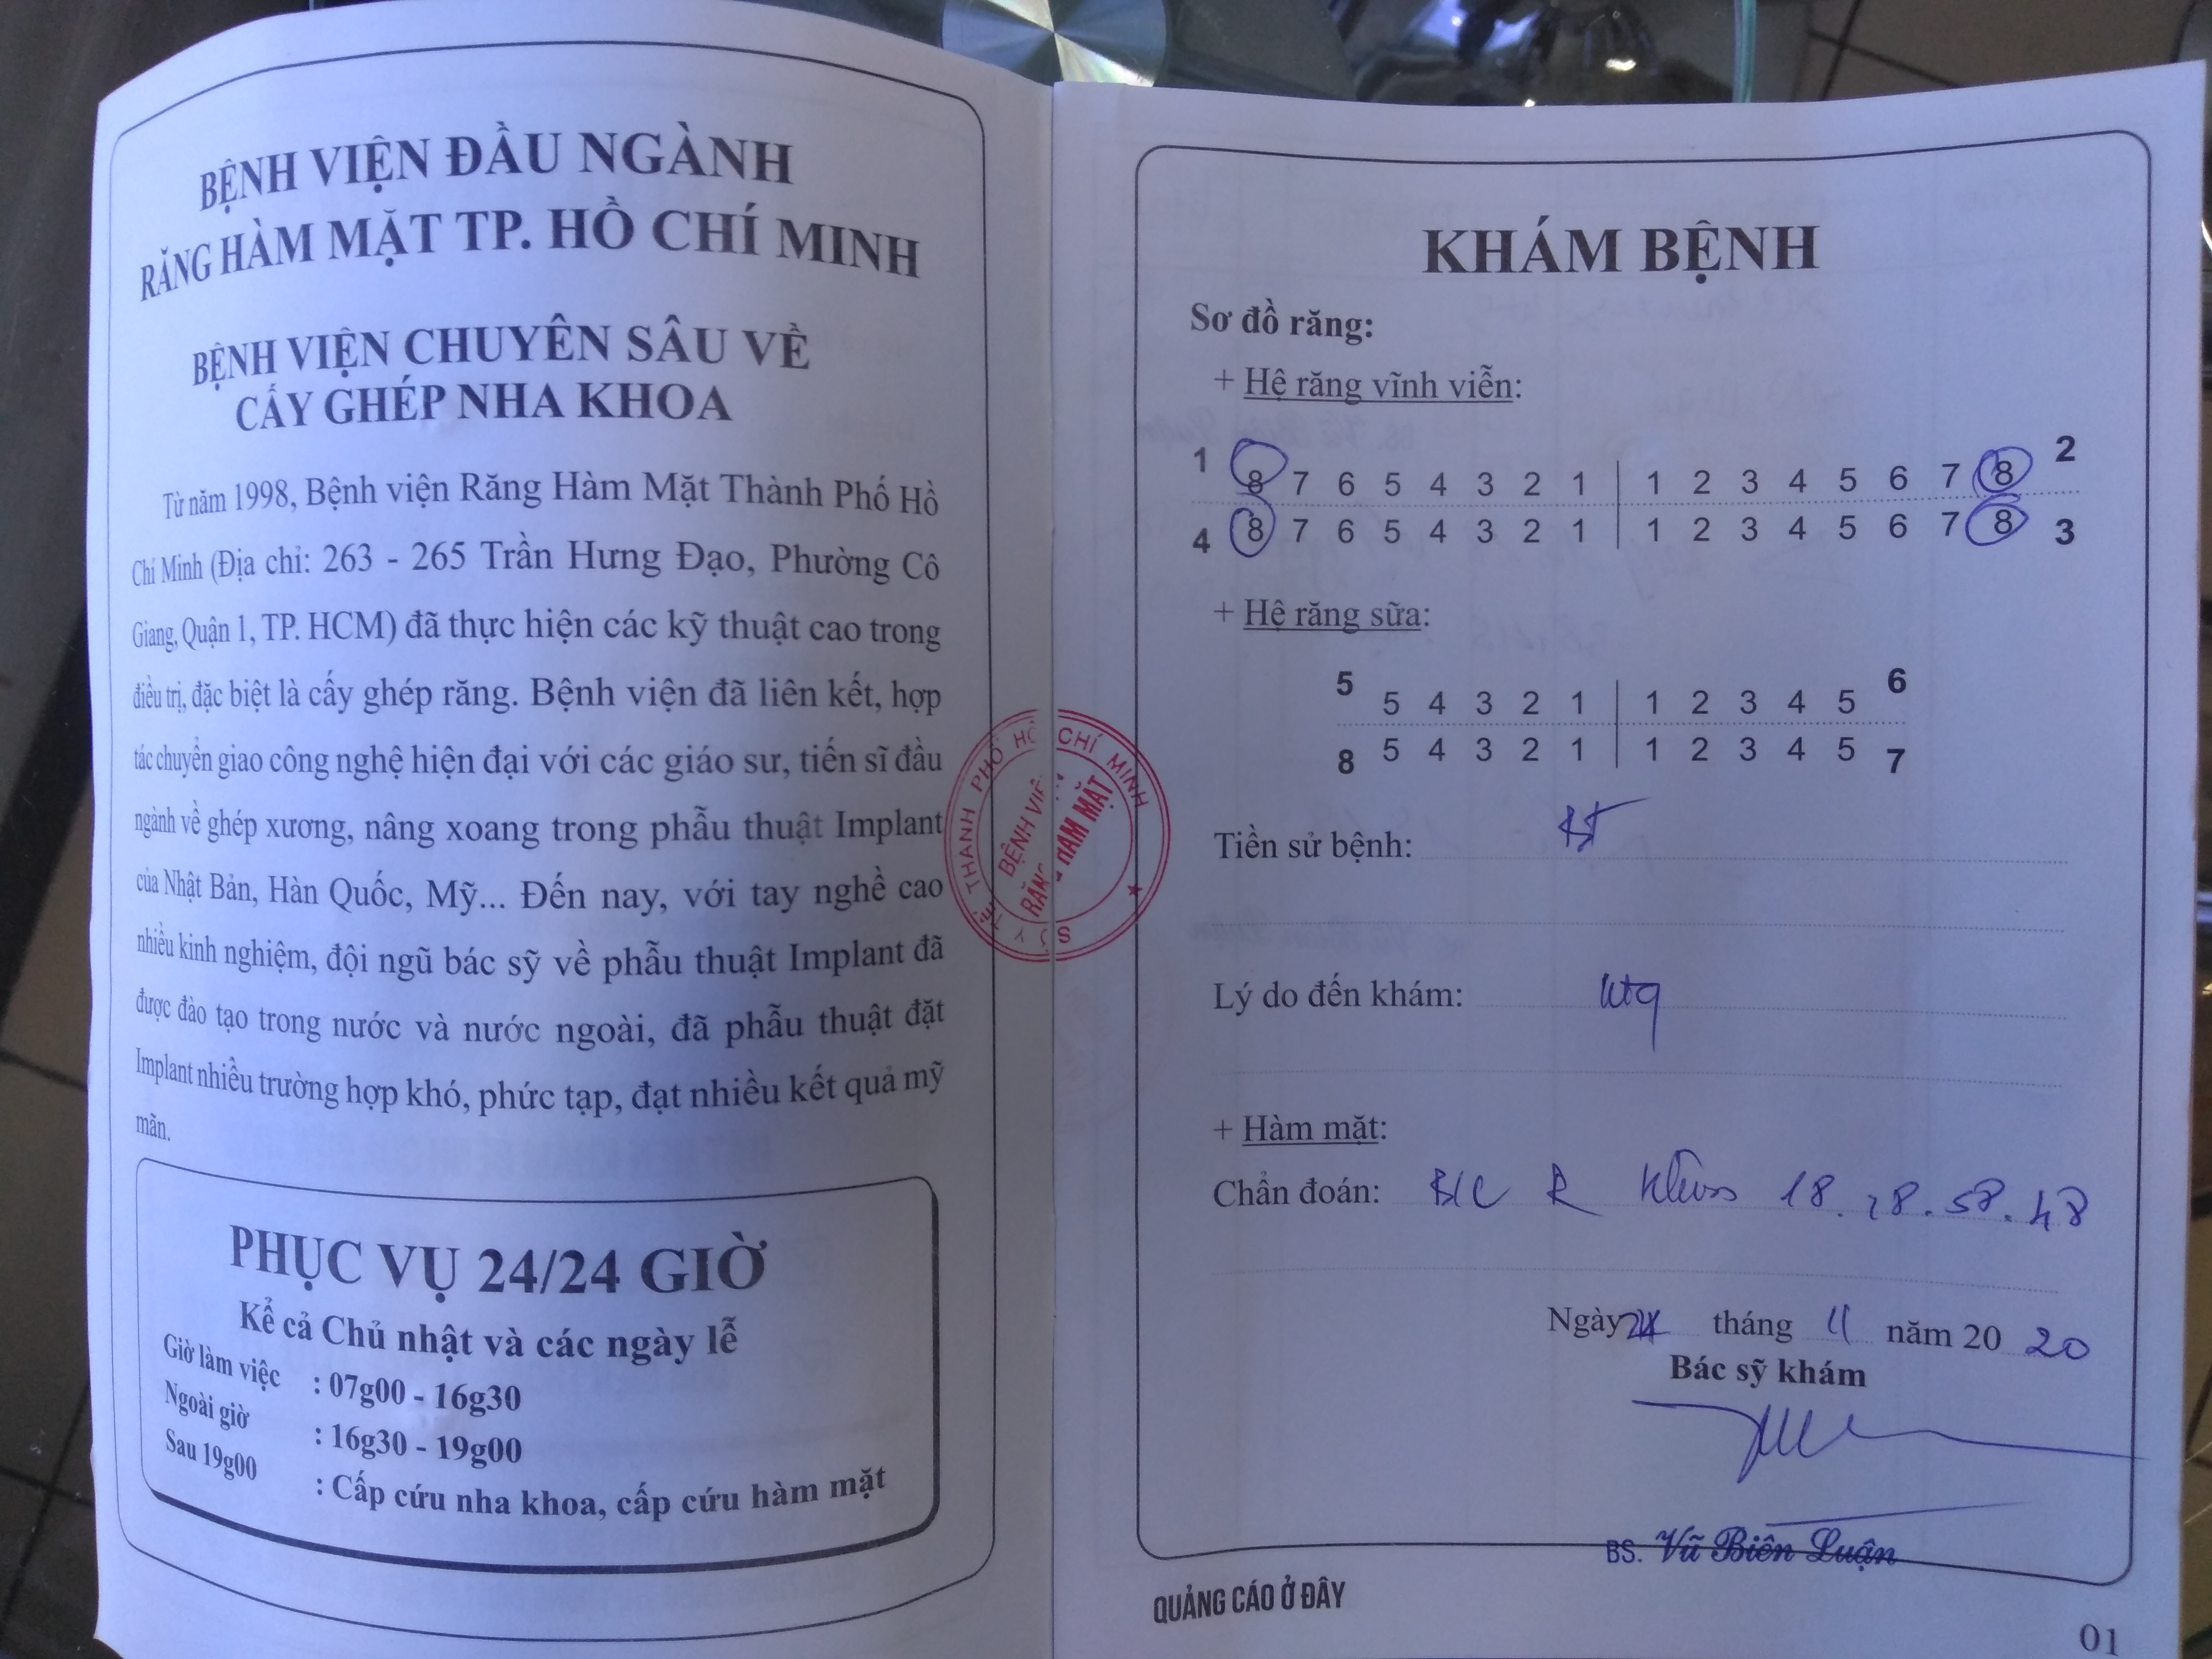 BỆNH VIỆN ĐẦU NGÀNH
RĂNG HÀM MẶT TP. HỒ CHÍ MINH
BỆNH VIỆN CHUYÊN SÂU VỀ
CẤY GHÉP NHA KHOA
Từ năm 1998, Bệnh viện Răng Hàm Mặt Thành Phố Hồ
Chí Minh (Địa chỉ: 263 - 265 Trần Hưng Đạo, Phường Cô
Giang, Quận 1, TP. HCM) đã thực hiện các kỹ thuật cao trong
điều trị, đặc biệt là cấy ghép răng. Bệnh viện đã liên kết, hợp
tác chuyển giao công nghệ hiện đại với các giáo sư, tiến sĩ đầu
ngành về ghép xương, nâng xoang trong phẫu thuật Implant
của Nhật Bản, Hàn Quốc, Mỹ... Đến nay, với tay nghề cao
nhiều kinh nghiệm, đội ngũ bác sỹ về phẫu thuật Implant đã
được đào tạo trong nước và nước ngoài, đã phẫu thuật đặt
Implant nhiều trường hợp khó, phức tạp, đạt nhiều kết quả mỹ
mãn.
PHỤC VỤ 24/24 GIỜ
Kể cả Chủ nhật và các ngày lễ
Giờ làm việc : 07g00 - 16g30
Ngoài giờ : 16g30 - 19g00
Sau 19g00 : Cấp cứu nha khoa, cấp cứu hàm mặt
SỞ Y TẾ THÀNH PHỐ HỒ CHÍ MINH
BỆNH VIỆN
RĂNG HÀM MẶT
KHÁM BỆNH
Sơ đồ răng:
+ Hệ răng vĩnh viễn:
1 8 7 6 5 4 3 2 1 1 2 3 4 5 6 7 8 2
4 8 7 6 5 4 3 2 1 1 2 3 4 5 6 7 8 3
+ Hệ răng sữa:
5 5 4 3 2 1 1 2 3 4 5 6
8 5 4 3 2 1 1 2 3 4 5 7
Tiền sử bệnh: BT
Lý do đến khám:
+ Hàm mặt:
Chẩn đoán: R 18. 28. 38. 48
Ngày tháng 11 năm 20 20
Bác sỹ khám
BS. Vũ Biên Luận
QUẢNG CÁO Ở ĐÂY
01